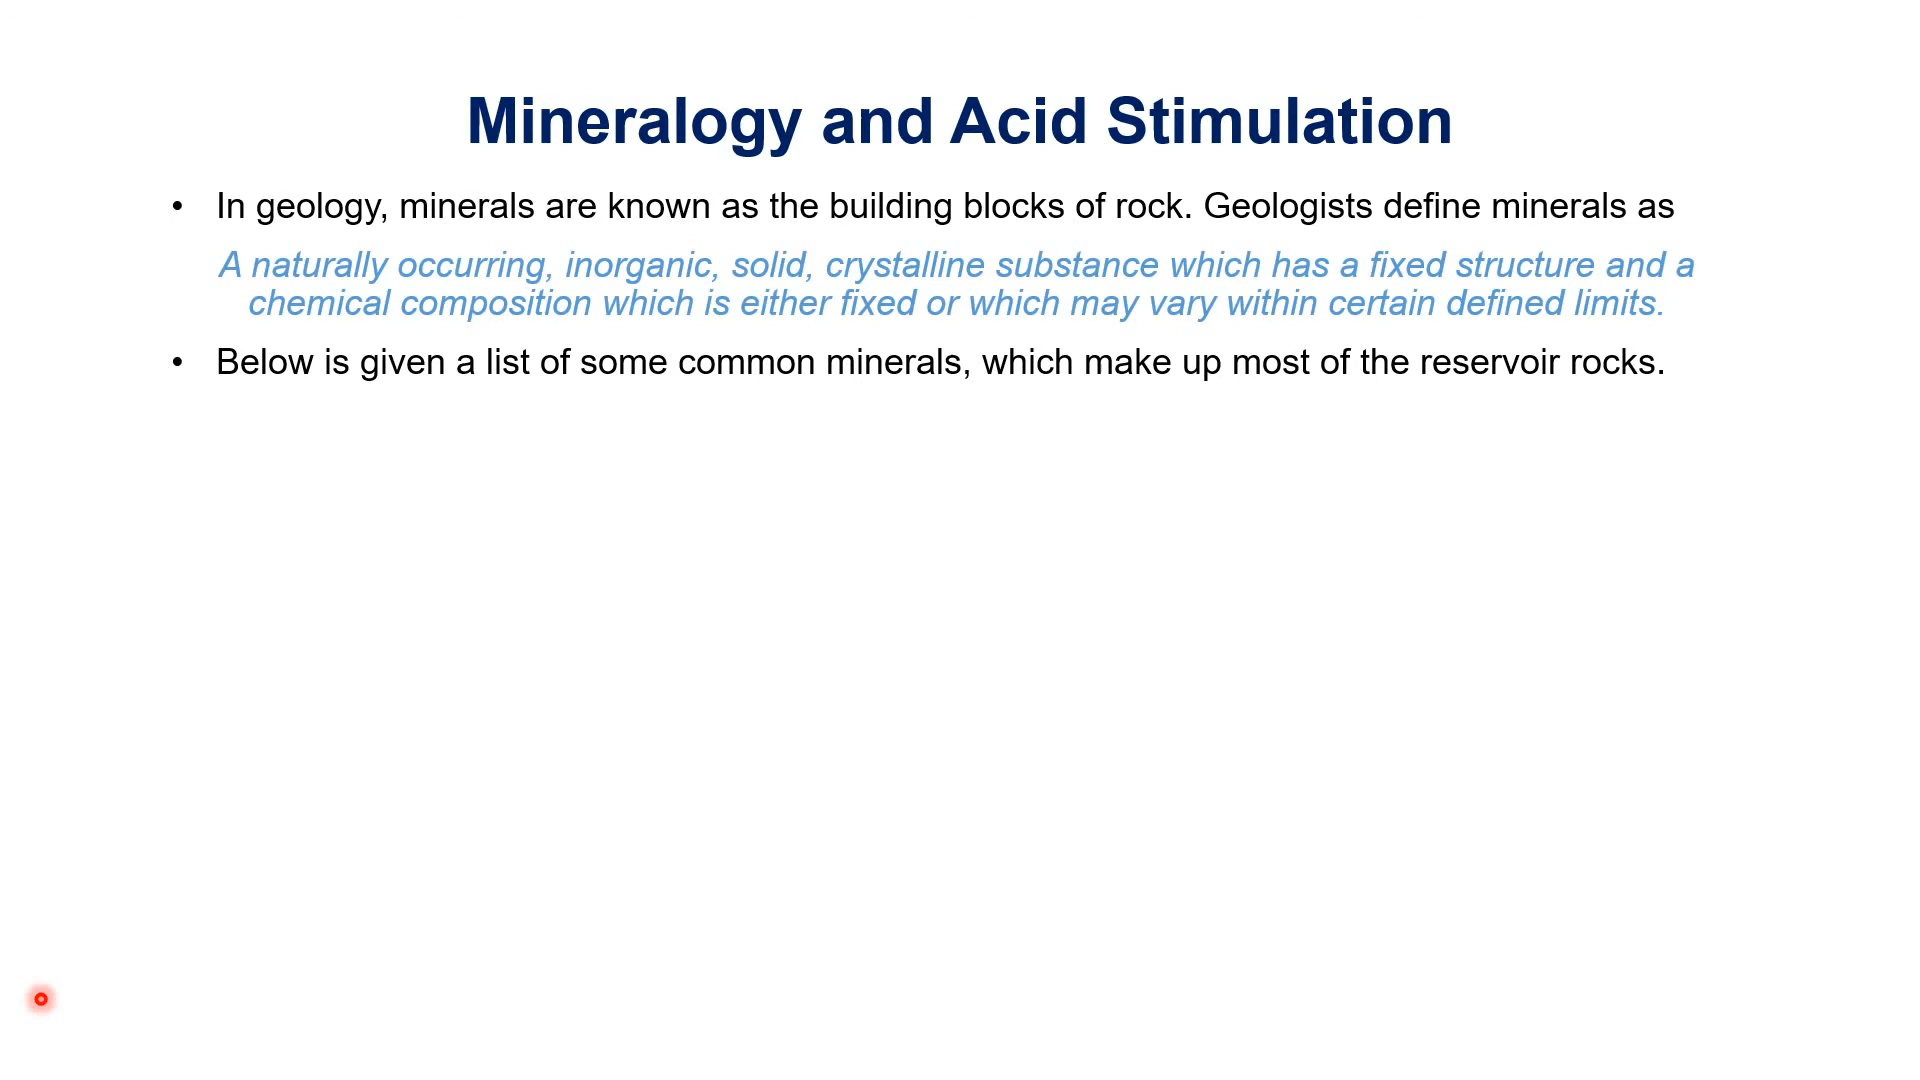 Mineralogy and Acid Stimulation
• In geology, minerals are known as the building blocks of rock. Geologists define minerals as
A naturally occurring, inorganic, solid, crystalline substance which has a fixed structure and a
chemical composition which is either fixed or which may vary within certain defined limits.
• Below is given a list of some common minerals, which make up most of the reservoir rocks.